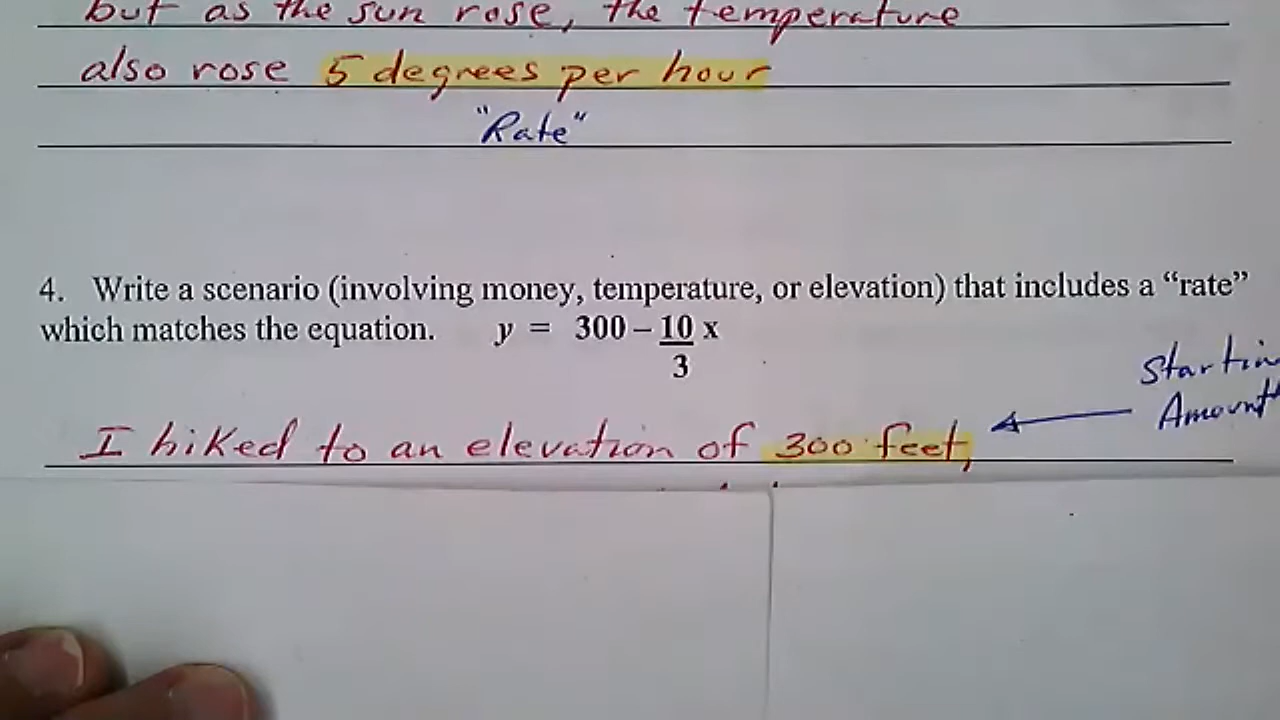 but as the sun rose, the temperature
also rose 5 degrees per hour
"Rate"
4. Write a scenario (involving money, temperature, or elevation) that includes a “rate”
which matches the equation. y = 300 – 10 x
3
Startin
Amount
I hiked to an elevation of 300 feet,